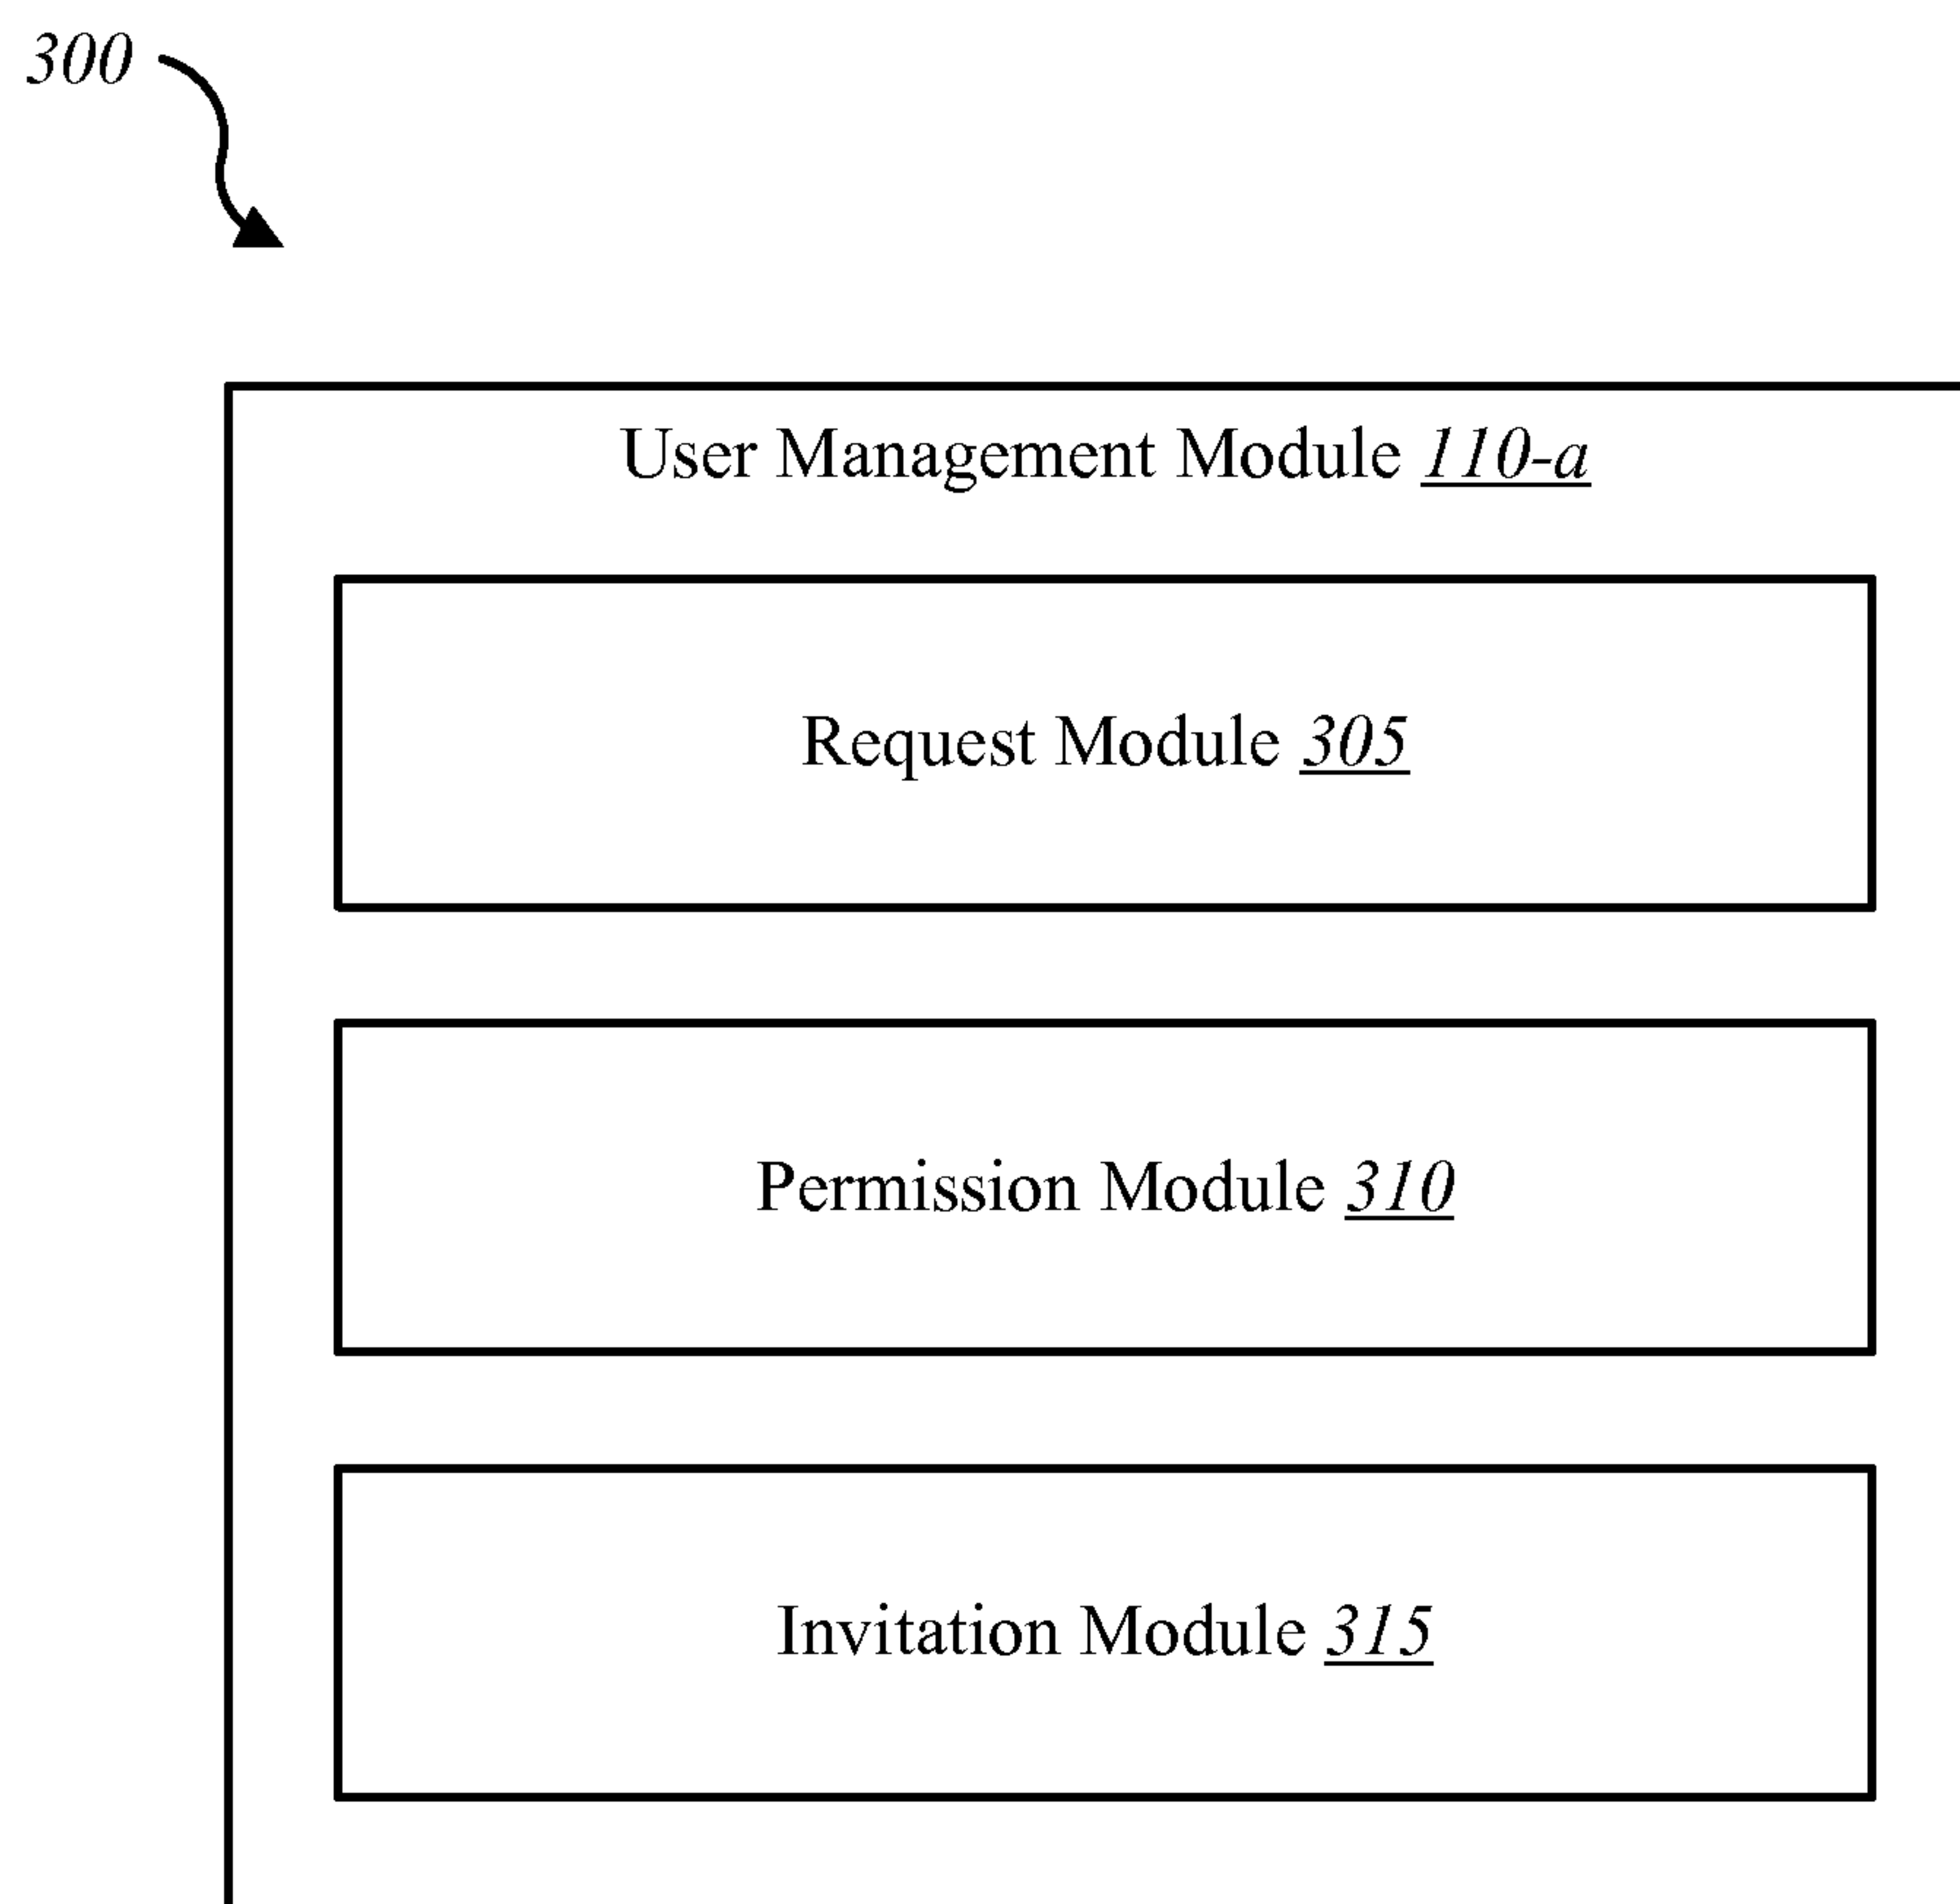 300
User Management Module 110-a
Request Module 305
Permission Module 310
Invitation Module 315